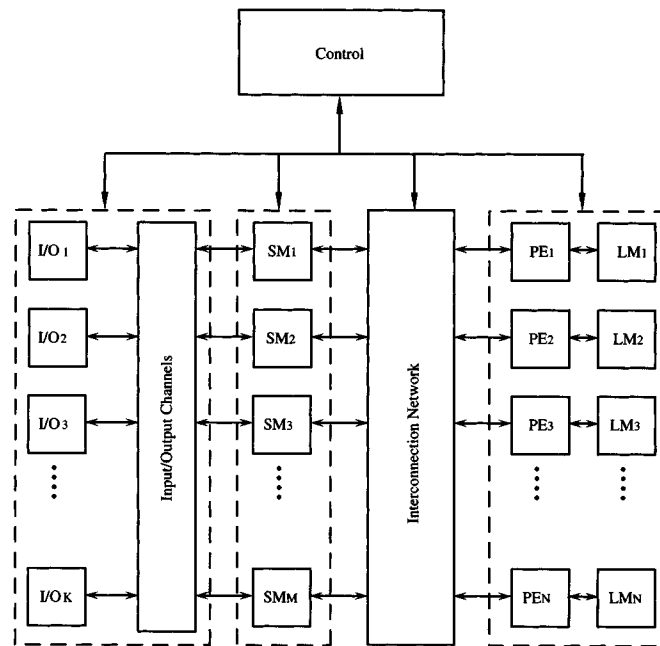 Control
I/O 1
SM1
PE1
LM1
I/O2
SM2
PE2
LM2
I/O3
SM3
PE3
LM3
Input/Output Channels
Interconnection Network
I/OK
SMM
PEN
LMN